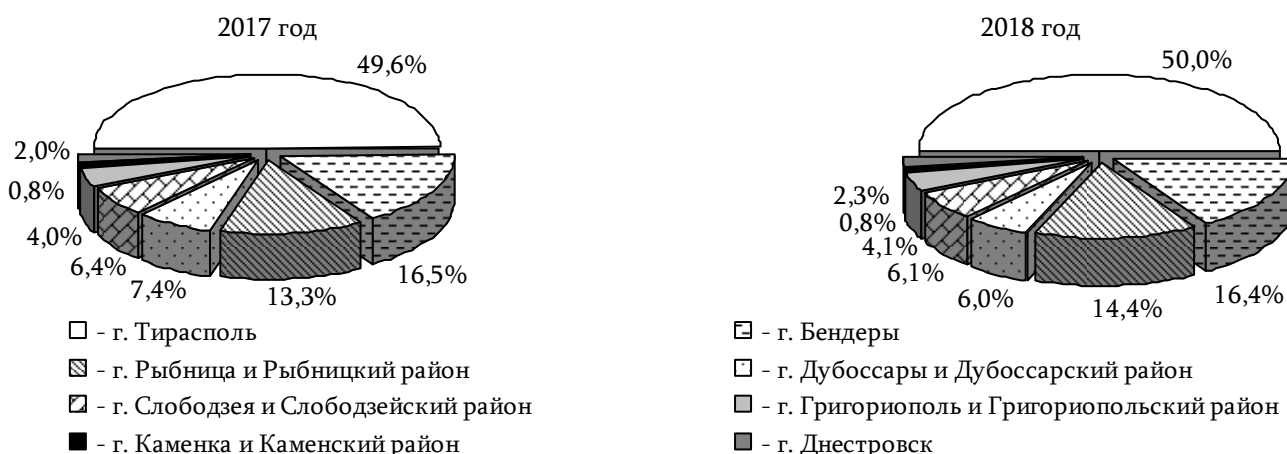 2017 год
49,6%
2,0%
0,8%
4,0%
6,4%
7,4%
13,3%
16,5%
2018 год
50,0%
2,3%
0,8%
4,1%
6,1%
6,0%
14,4%
16,4%
- г. Тирасполь
- г. Бендеры
- г. Рыбница и Рыбницкий район
- г. Дубоссары и Дубоссарский район
- г. Слободзея и Слободзейский район
- г. Григориополь и Григориопольский район
- г. Каменка и Каменский район
- г. Днестровск